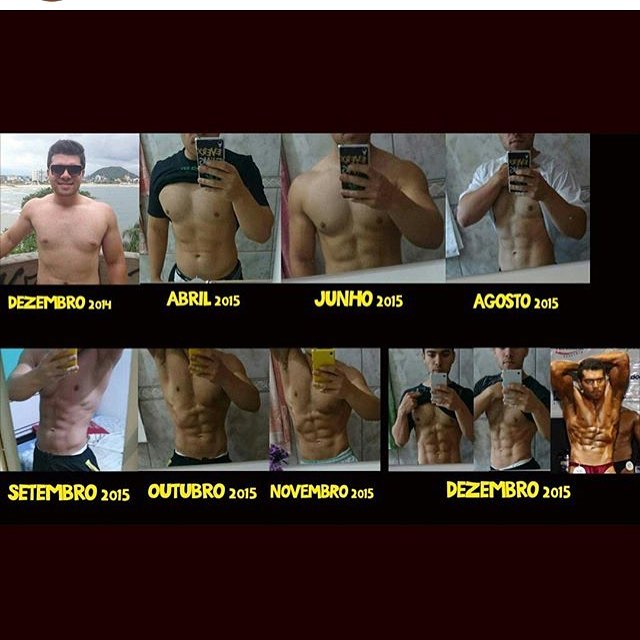 DEZEMBRO 2014
ABRIL 2015
JUNHO 2015
AGOSTO 2015
SETEMBRO 2015
OUTUBRO 2015
NOVEMBRO 2015
DEZEMBRO 2015